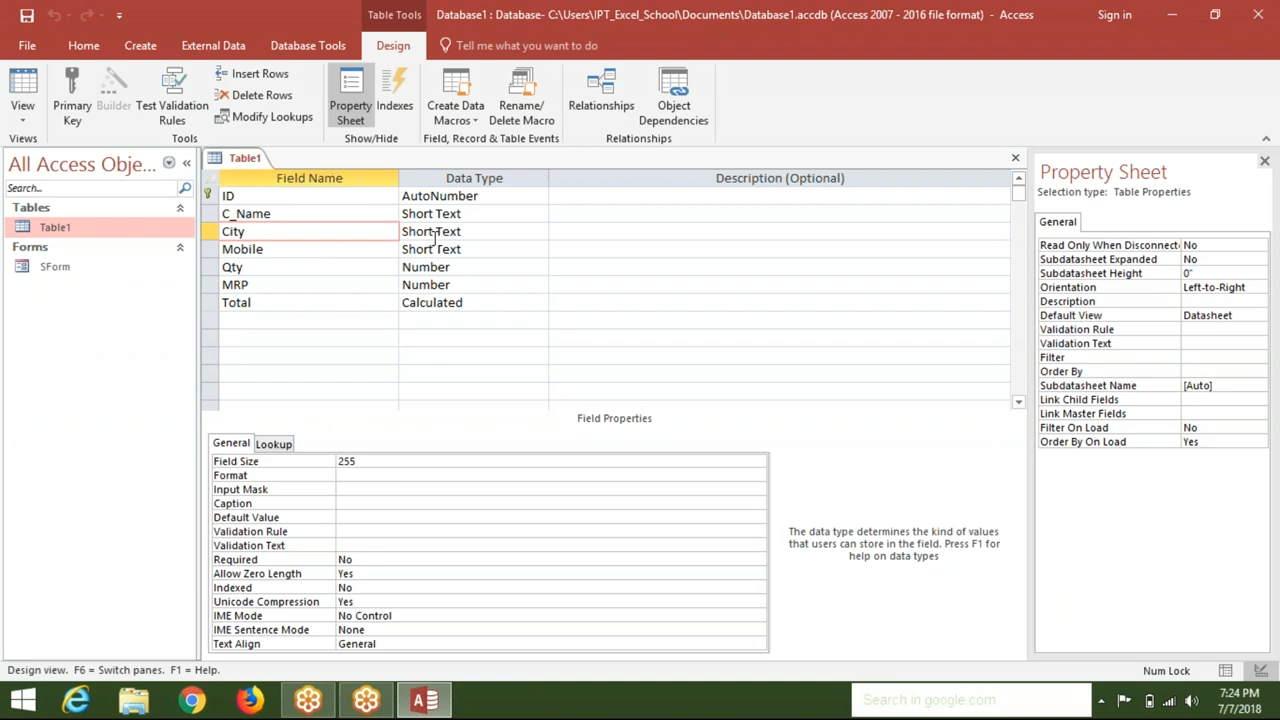 Table Tools
Database1 : Database- C:\Users\IPT_Excel_School\Documents\Database1.accdb (Access 2007 - 2016 file format) - Access
Sign in
File
Home
Create
External Data
Database Tools
Design
Tell me what you want to do
View
Primary Key
Builder
Test Validation Rules
Insert Rows
Delete Rows
Modify Lookups
Property Sheet
Indexes
Create Data Macros
Rename/ Delete Macro
Relationships
Object Dependencies
Views
Tools
Show/Hide
Field, Record & Table Events
Relationships
All Access Obje...
Search...
Tables
Table1
Forms
SForm
Table1
Field Name Data Type Description (Optional)
ID AutoNumber
C_Name Short Text
City Short Text
Mobile Short Text
Qty Number
MRP Number
Total Calculated
Field Properties
General Lookup
Field Size 255
Format
Input Mask
Caption
Default Value
Validation Rule
Validation Text
Required No
Allow Zero Length Yes
Indexed No
Unicode Compression Yes
IME Mode No Control
IME Sentence Mode None
Text Align General
The data type determines the kind of values
that users can store in the field. Press F1 for
help on data types
Property Sheet
Selection type: Table Properties
General
Read Only When Disconnect No
Subdatasheet Expanded No
Subdatasheet Height 0"
Orientation Left-to-Right
Description
Default View Datasheet
Validation Rule
Validation Text
Filter
Order By
Subdatasheet Name [Auto]
Link Child Fields
Link Master Fields
Filter On Load No
Order By On Load Yes
Design view. F6 = Switch panes. F1 = Help.
Num Lock
Search in google.com
7:24 PM
7/7/2018